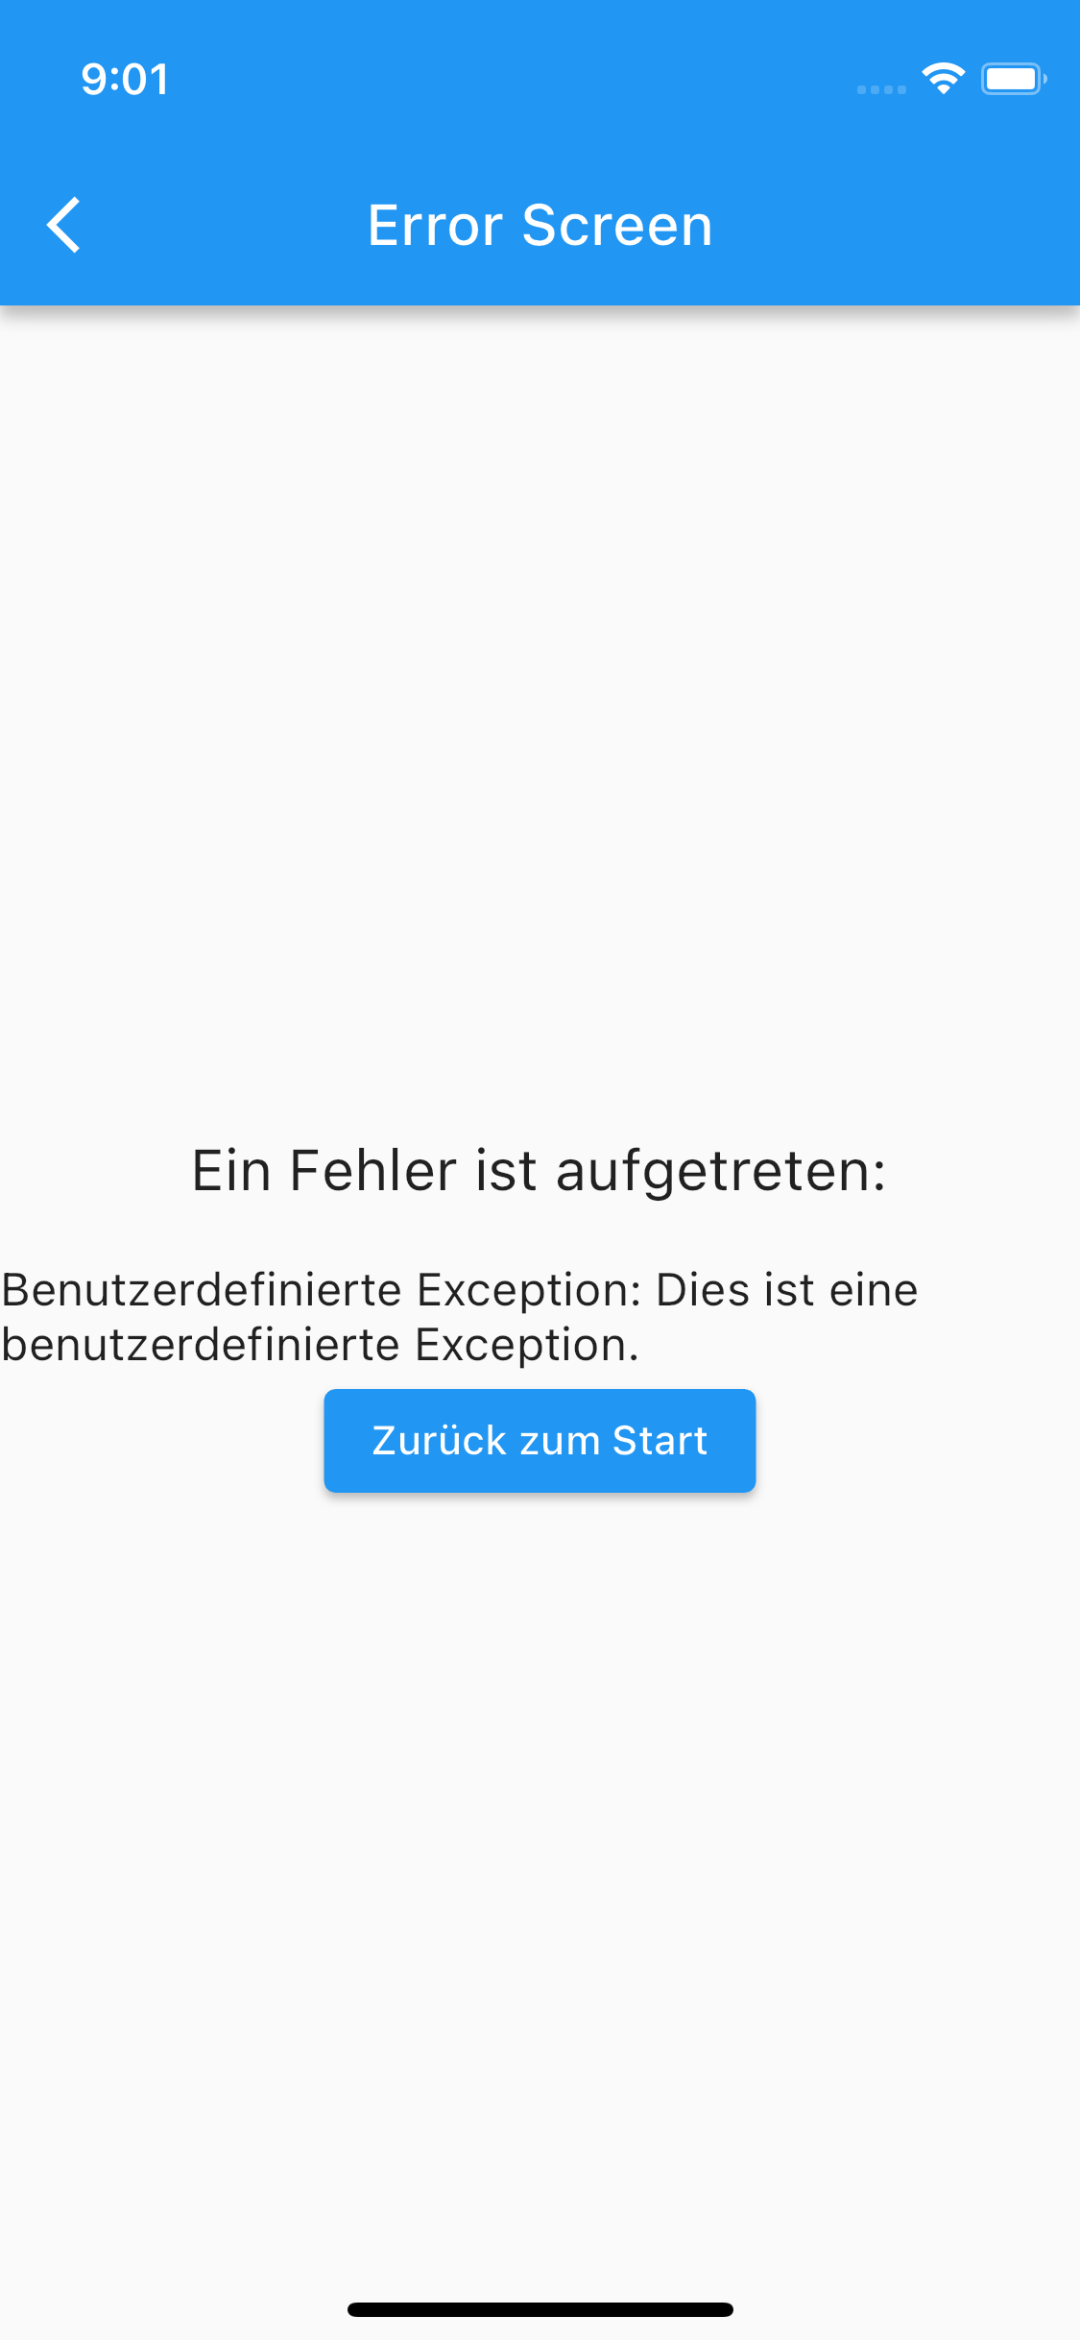 9:01
Error Screen
Ein Fehler ist aufgetreten:
Benutzerdefinierte Exception: Dies ist eine
benutzerdefinierte Exception.
Zurück zum Start